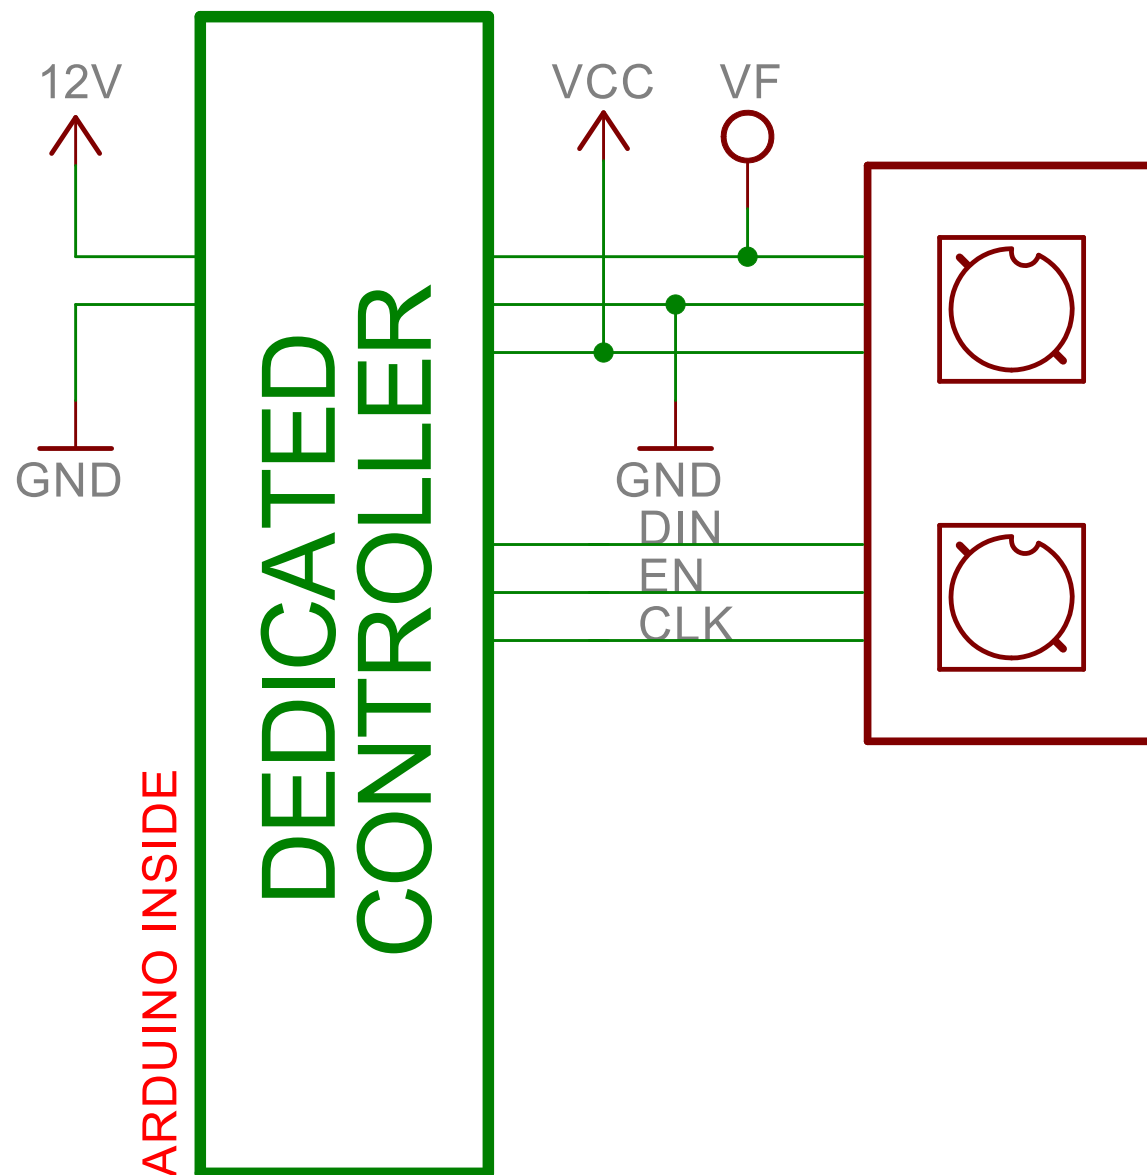 12V
VCC
VF
GND
GND
DIN
EN
CLK
DEDICATED
CONTROLLER
ARDUINO INSIDE